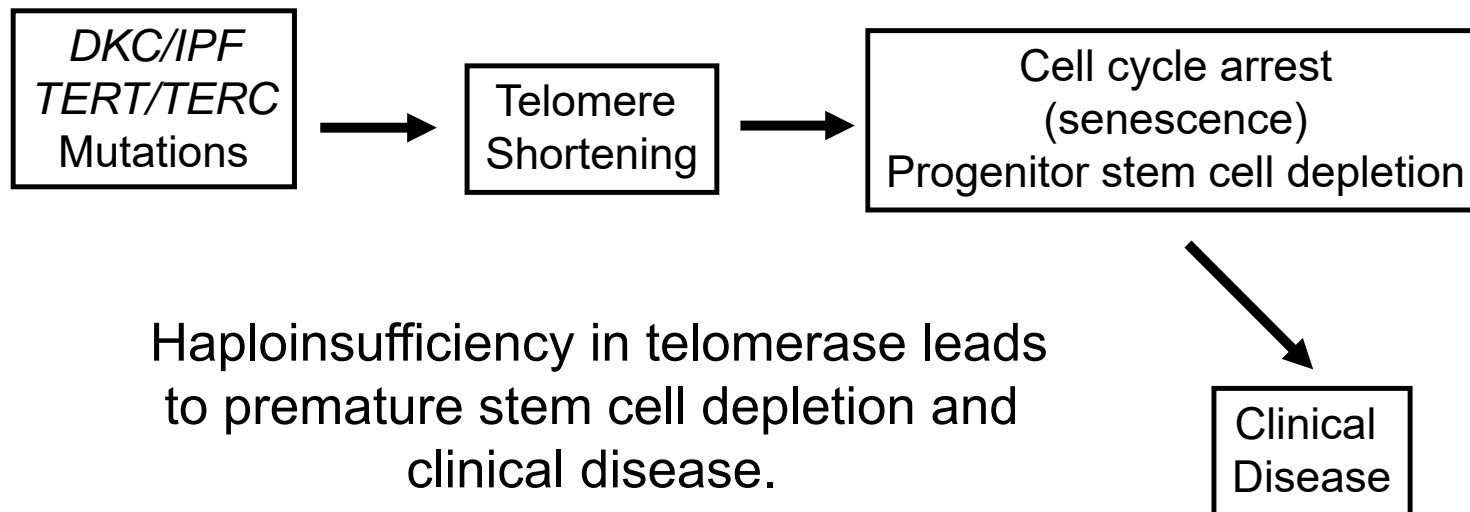 DKC/IPF
TERT/TERC
Mutations
Telomere
Shortening
Cell cycle arrest
(senescence)
Progenitor stem cell depletion
Haploinsufficiency in telomerase leads
to premature stem cell depletion and
clinical disease.
Clinical
Disease